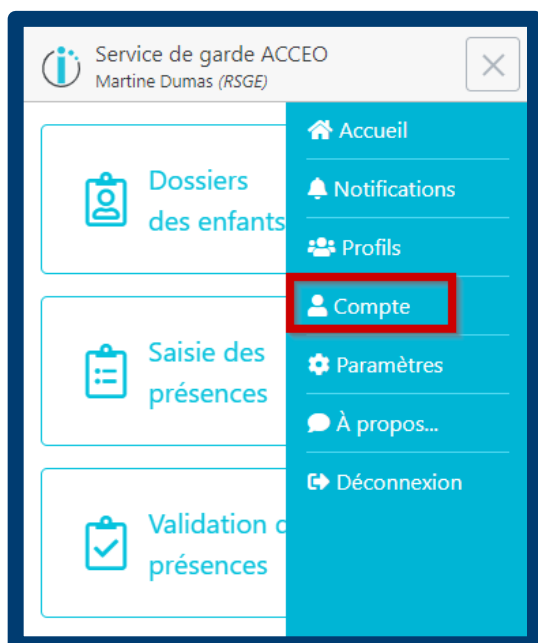 Service de garde ACCEO
Martine Dumas (RSGE)
Dossiers
des enfants
Saisie des
présences
Validation d
présences
Accueil
Notifications
Profils
Compte
Paramètres
À propos...
Déconnexion